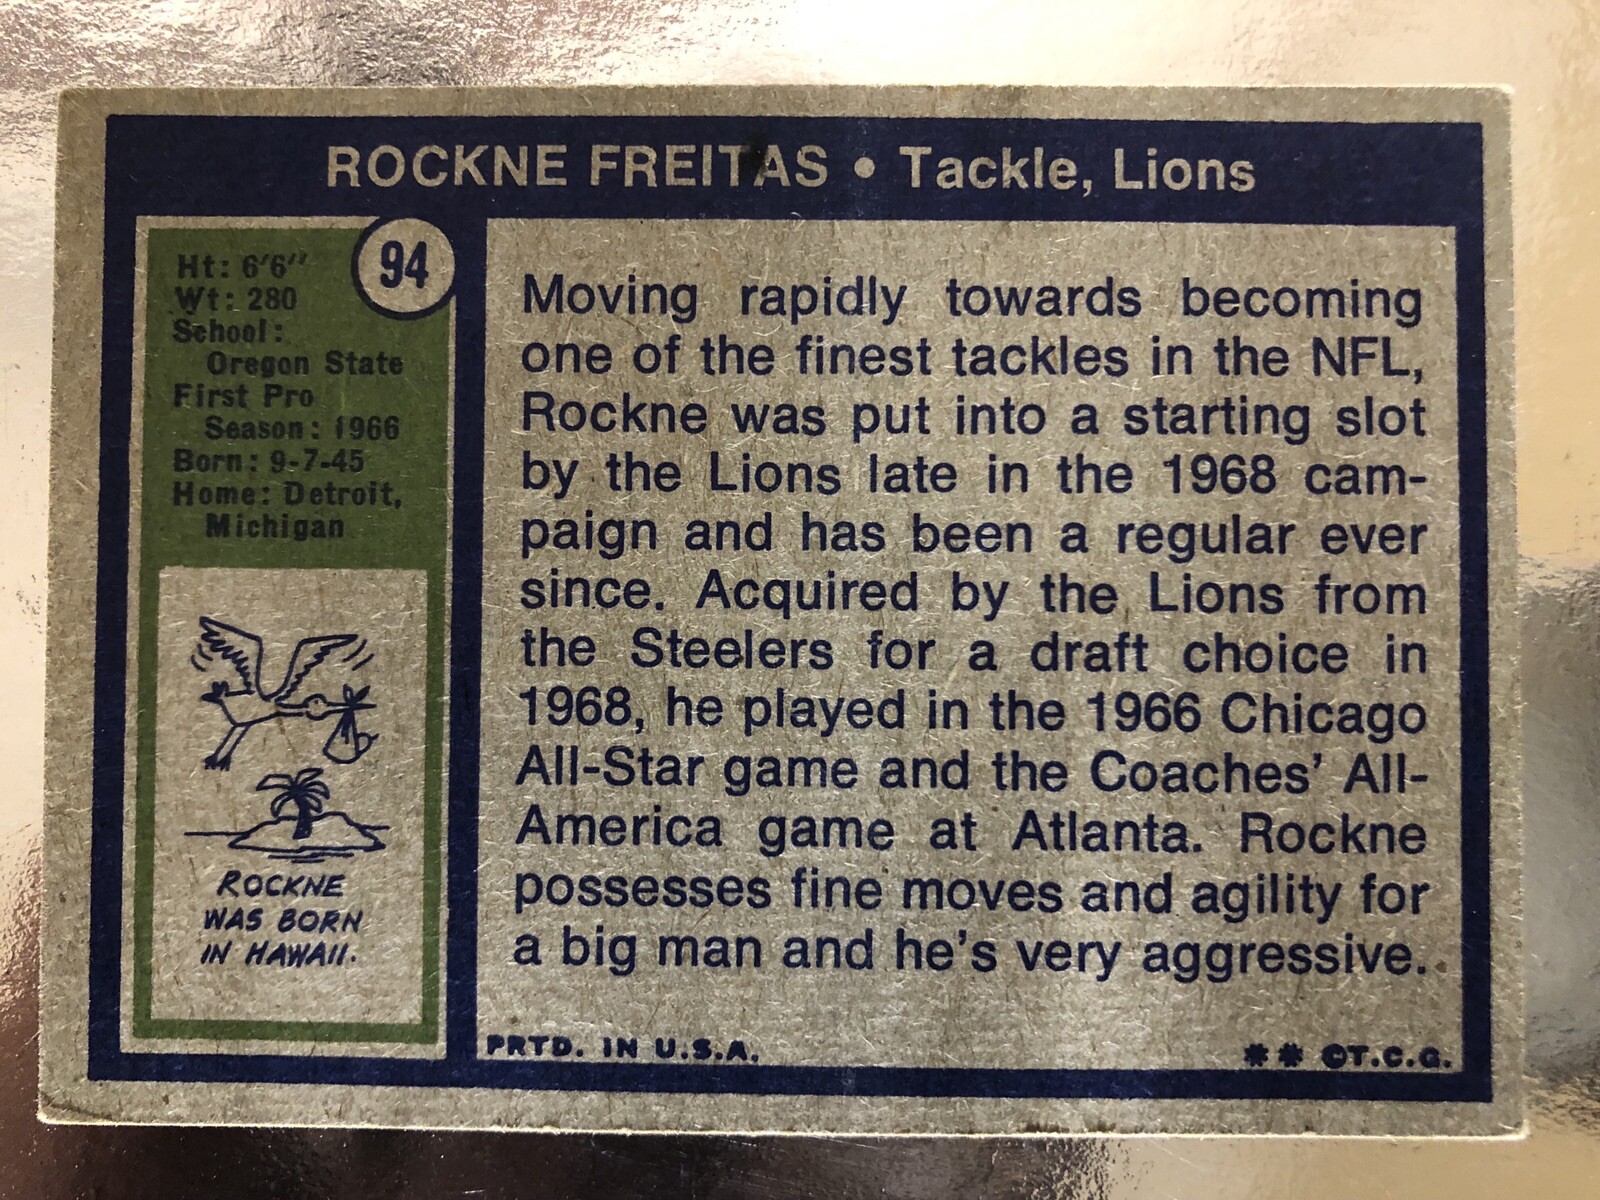 ROCKNE FREITAS • Tackle, Lions
94
Ht: 6'6"
Wt: 280
School:
Oregon State
First Pro
Season: 1966
Born: 9-7-45
Home: Detroit,
Michigan
ROCKNE
WAS BORN
IN HAWAII.
Moving rapidly towards becoming
one of the finest tackles in the NFL,
Rockne was put into a starting slot
by the Lions late in the 1968 cam-
paign and has been a regular ever
since. Acquired by the Lions from
the Steelers for a draft choice in
1968, he played in the 1966 Chicago
All-Star game and the Coaches' All-
America game at Atlanta. Rockne
possesses fine moves and agility for
a big man and he's very aggressive.
PRTD. IN U.S.A.
** ©T.C.G.